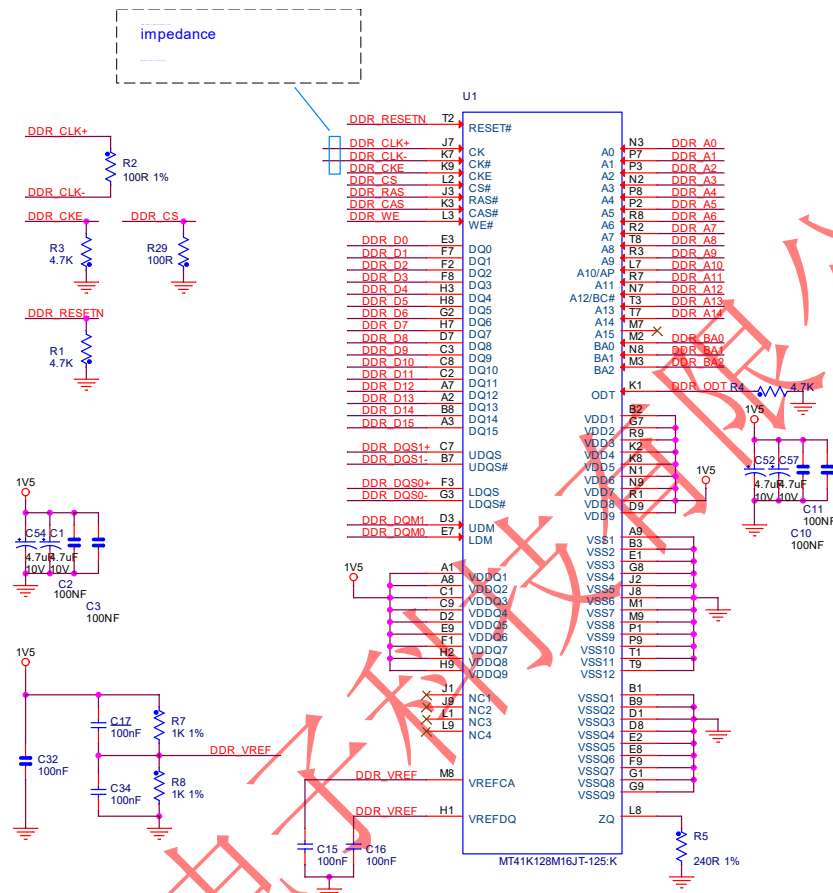 impedance
U1
DDR_RESETN T2 RESET#
DDR_CLK+ J7 CK
DDR_CLK- K7 CK#
DDR_CKE K9 CKE
DDR_CS L2 CS#
DDR_RAS J3 RAS#
DDR_CAS K3 CAS#
DDR_WE L3 WE#
DDR_D0 E3 DQ0
DDR_D1 F7 DQ1
DDR_D2 F2 DQ2
DDR_D3 F8 DQ3
DDR_D4 H3 DQ4
DDR_D5 H8 DQ5
DDR_D6 G2 DQ6
DDR_D7 H7 DQ7
DDR_D8 D7 DQ8
DDR_D9 C3 DQ9
DDR_D10 C8 DQ10
DDR_D11 C2 DQ11
DDR_D12 A7 DQ12
DDR_D13 A2 DQ13
DDR_D14 B8 DQ14
DDR_D15 A3 DQ15
DDR_DQS1+ C7 UDQS
DDR_DQS1- B7 UDQS#
DDR_DQS0+ F3 LDQS
DDR_DQS0- G3 LDQS#
DDR_DQM1 D3 UDM
DDR_DQM0 E7 LDM
1V5
A1 VDDQ1
A8 VDDQ2
C1 VDDQ3
C9 VDDQ4
D2 VDDQ5
E9 VDDQ6
F1 VDDQ7
H2 VDDQ8
H9 VDDQ9
J1 NC1
J9 NC2
L1 NC3
L9 NC4
DDR_VREF M8 VREFCA
DDR_VREF H1 VREFDQ
C15
100nF
C16
100nF
MT41K128M16JT-125:K
A0 N3 DDR_A0
A1 P7 DDR_A1
A2 P3 DDR_A2
A3 N2 DDR_A3
A4 P8 DDR_A4
A5 P2 DDR_A5
A6 R8 DDR_A6
A7 R2 DDR_A7
A8 T8 DDR_A8
A9 R3 DDR_A9
A10/AP L7 DDR_A10
A11 R7 DDR_A11
A12/BC# N7 DDR_A12
A13 T3 DDR_A13
A14 T7 DDR_A14
A15 M7
BA0 M2 DDR_BA0
BA1 N8 DDR_BA1
BA2 M3 DDR_BA2
ODT K1 DDR_ODT R4 4.7K
VDD1 B2
VDD2 G7
VDD3 R9
VDD4 K2
VDD5 K8
VDD6 N1
VDD7 N9
VDD8 R1
VDD9 D9
1V5
VSS1 A9
VSS2 B3
VSS3 E1
VSS4 G8
VSS5 J2
VSS6 J8
VSS7 M1
VSS8 M9
VSS9 P1
VSS10 P9
VSS11 T1
VSS12 T9
VSSQ1 B1
VSSQ2 B9
VSSQ3 D1
VSSQ4 D8
VSSQ5 E2
VSSQ6 E8
VSSQ7 F9
VSSQ8 G1
VSSQ9 G9
ZQ L8
R5
240R 1%
1V5
C52 C57
4.7uF 4.7uF
10V 10V
C11
100NF
C10
100NF
DDR_CLK+
R2
100R 1%
DDR_CLK-
DDR_CKE DDR_CS
R3
4.7K
R29
100R
DDR_RESETN
R1
4.7K
1V5
C54 C1
4.7uF 4.7uF
10V 10V
C2
100NF
C3
100NF
1V5
C17
100nF
R7
1K 1%
DDR_VREF
C32
100nF
C34
100nF
R8
1K 1%
电子科技有限公